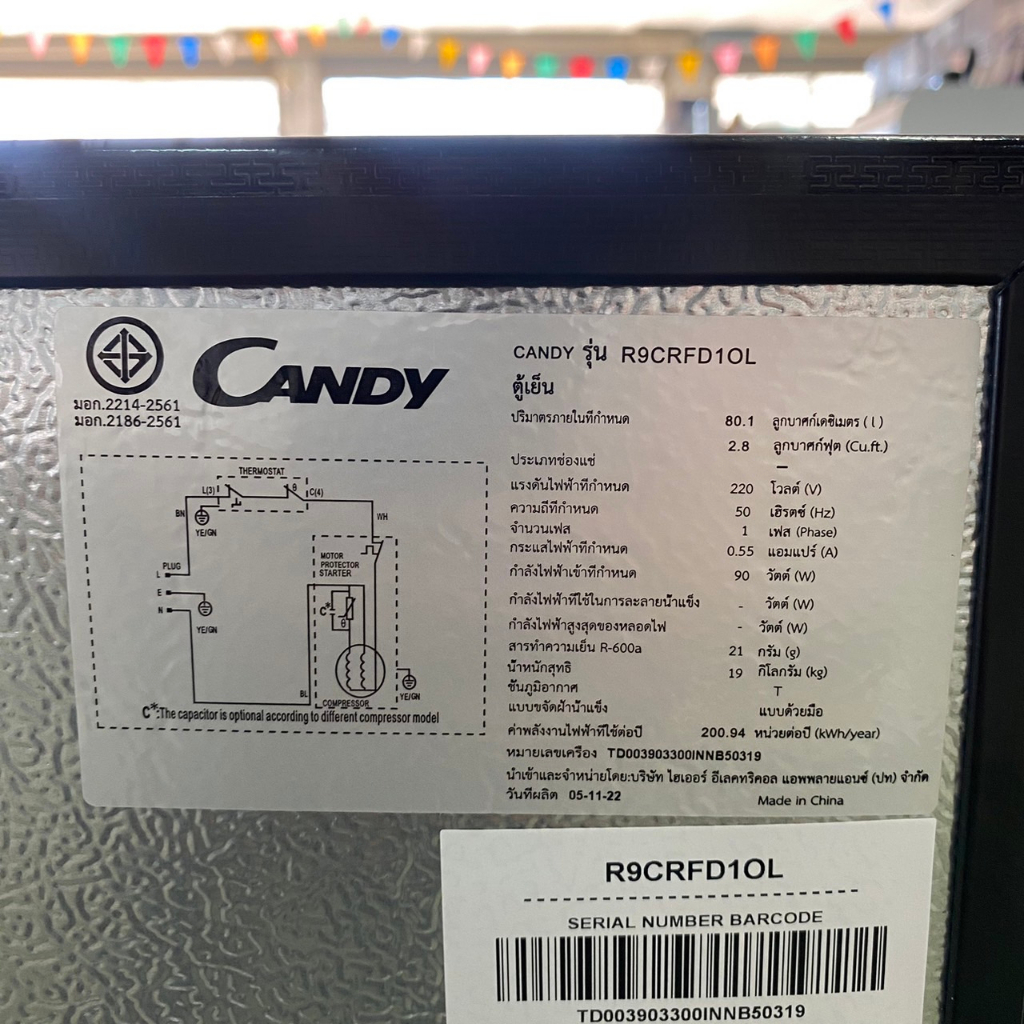 มอก.2214-2561
มอก.2186-2561
CANDY
CANDY รุ่น R9CRFD1OL
ตู้เย็น
ปริมาตรภายในที่กำหนด 80.1 ลูกบาศก์เดซิเมตร (l)
2.8 ลูกบาศก์ฟุต (Cu.ft.)
ประเภทช่องแช่ –
แรงดันไฟฟ้าที่กำหนด 220 โวลต์ (V)
ความถี่ที่กำหนด 50 เฮิรตซ์ (Hz)
จำนวนเฟส 1 เฟส (Phase)
กระแสไฟฟ้าที่กำหนด 0.55 แอมแปร์ (A)
กำลังไฟฟ้าเข้าที่กำหนด 90 วัตต์ (W)
กำลังไฟฟ้าที่ใช้ในการละลายน้ำแข็ง - วัตต์ (W)
กำลังไฟฟ้าสูงสุดของหลอดไฟ - วัตต์ (W)
สารทำความเย็น R-600a 21 กรัม (g)
น้ำหนักสุทธิ 19 กิโลกรัม (kg)
ชั้นภูมิอากาศ T
แบบขจัดฝ้าน้ำแข็ง แบบด้วยมือ
ค่าพลังงานไฟฟ้าที่ใช้ต่อปี 200.94 หน่วยต่อปี (kWh/year)
หมายเลขเครื่อง TD003903300INNB50319
นำเข้าและจำหน่ายโดย:บริษัท ไฮเออร์ อีเลคทริคอล แอพพลายแอนซ์ (ปท) จำกัด
วันที่ผลิต 05-11-22
Made in China
THERMOSTAT
L(3) θ C(4)
BN
YE/GN
WH
PLUG
L
E
N
YE/GN
MOTOR
PROTECTOR
STARTER
C*
θ
BL
COMPRESSOR
YE/GN
C*:The capacitor is optional according to different compressor model
R9CRFD1OL
SERIAL NUMBER BARCODE
TD003903300INNB50319